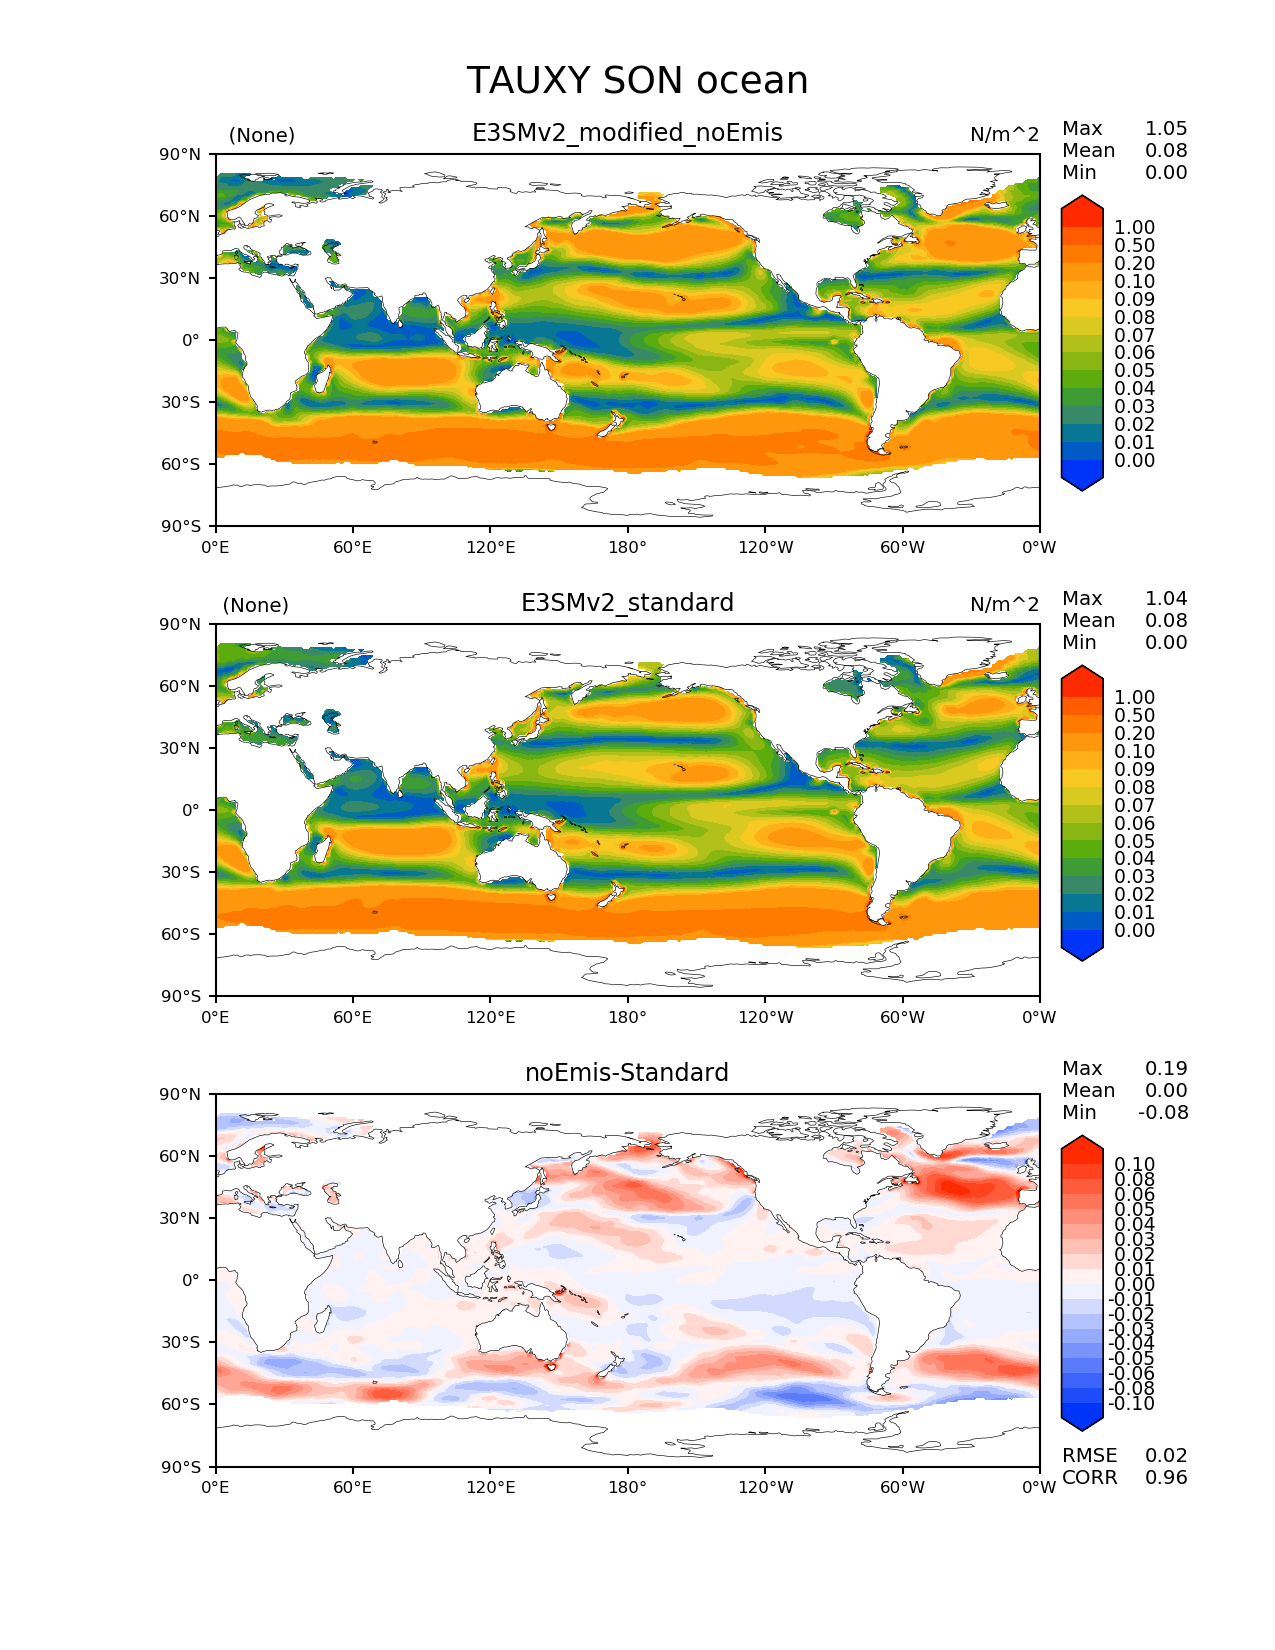 TAUXY SON ocean
(None) E3SMv2_modified_noEmis N/m^2
Max 1.05
Mean 0.08
Min 0.00
90°N
60°N
30°N
0°
30°S
60°S
90°S
0°E 60°E 120°E 180° 120°W 60°W 0°W
1.00
0.50
0.20
0.10
0.09
0.08
0.07
0.06
0.05
0.04
0.03
0.02
0.01
0.00
(None) E3SMv2_standard N/m^2
Max 1.04
Mean 0.08
Min 0.00
90°N
60°N
30°N
0°
30°S
60°S
90°S
0°E 60°E 120°E 180° 120°W 60°W 0°W
1.00
0.50
0.20
0.10
0.09
0.08
0.07
0.06
0.05
0.04
0.03
0.02
0.01
0.00
noEmis-Standard
Max 0.19
Mean 0.00
Min -0.08
90°N
60°N
30°N
0°
30°S
60°S
90°S
0°E 60°E 120°E 180° 120°W 60°W 0°W
0.10
0.08
0.06
0.05
0.04
0.03
0.02
0.01
0.00
-0.01
-0.02
-0.03
-0.04
-0.05
-0.06
-0.08
-0.10
RMSE 0.02
CORR 0.96